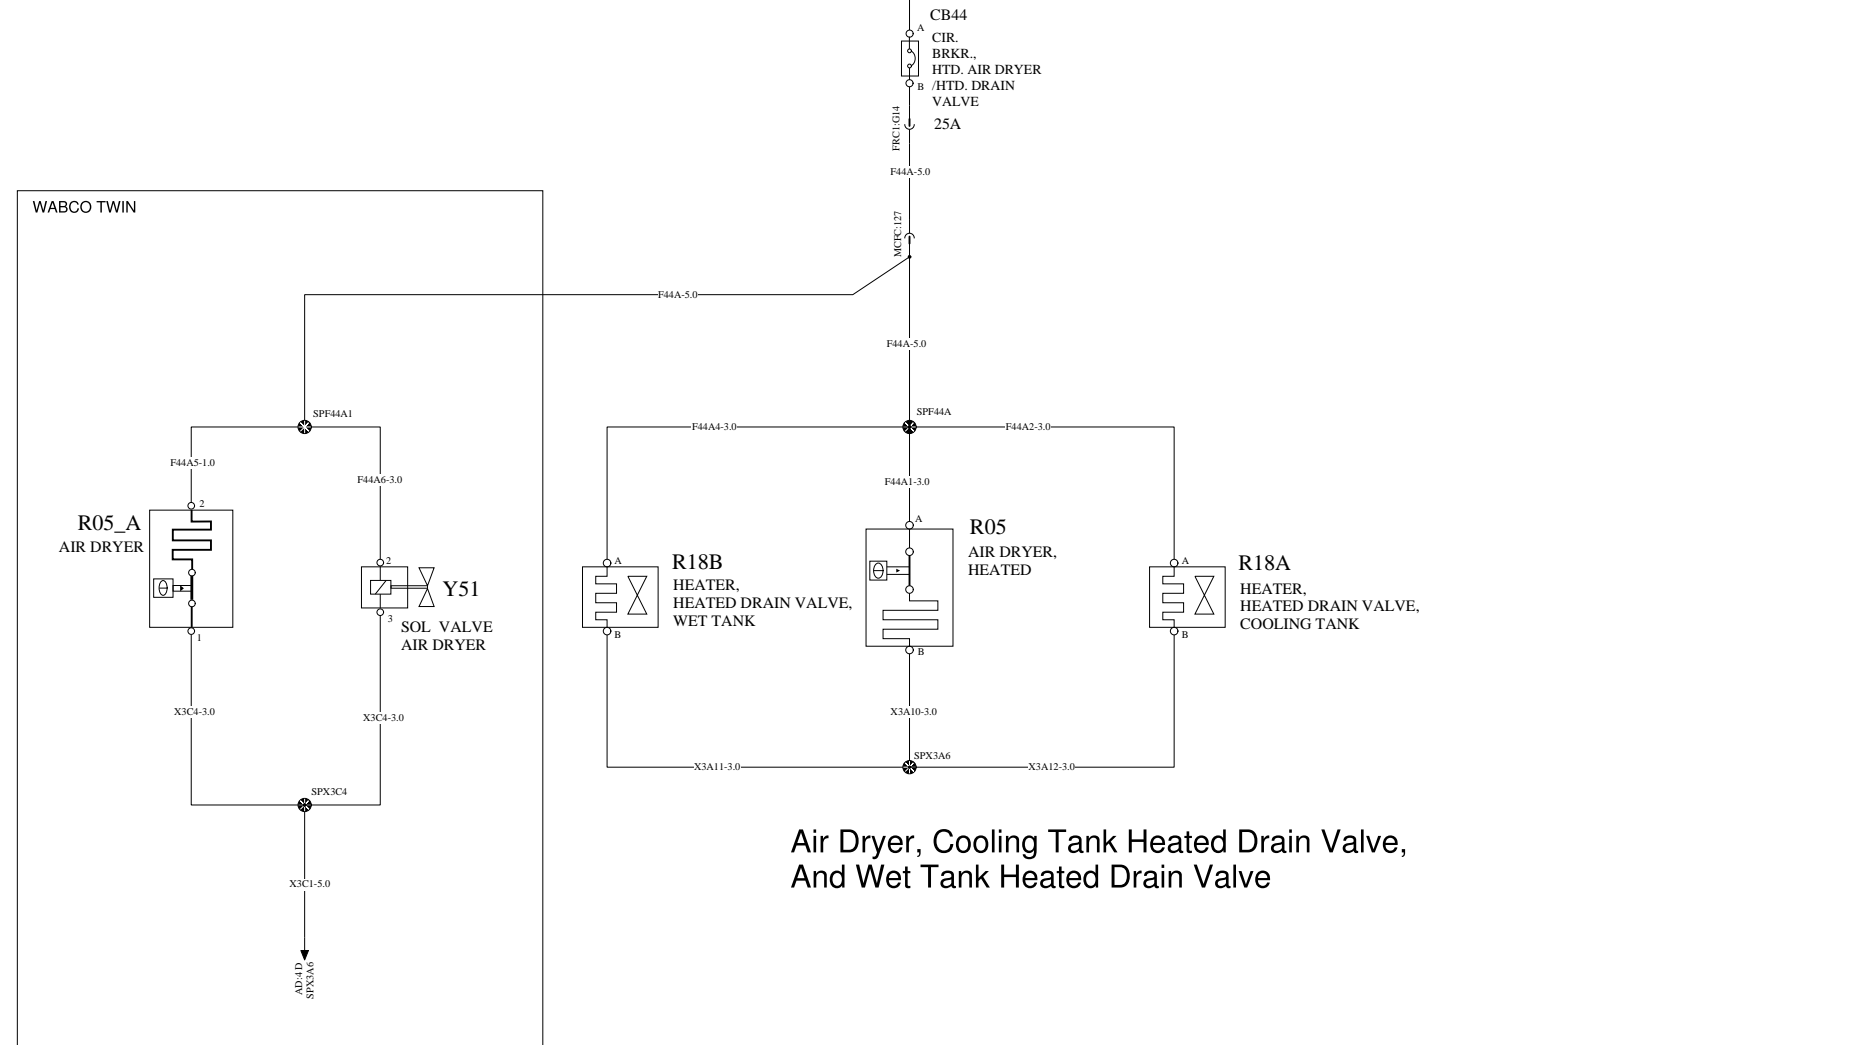 CB44
A
CIR.
BRKR.,
HTD. AIR DRYER
/HTD. DRAIN
VALVE
B
25A
FRC1:G14
F44A-5.0
MCFC:127
WABCO TWIN
F44A-5.0
F44A-5.0
SPF44A1
SPF44A
F44A4-3.0
F44A2-3.0
F44A5-1.0
F44A6-3.0
F44A1-3.0
2
R05_A
AIR DRYER
1
2
Y51
3
SOL VALVE
AIR DRYER
A
R18B
HEATER,
HEATED DRAIN VALVE,
WET TANK
B
A
R05
AIR DRYER,
HEATED
B
A
R18A
HEATER,
HEATED DRAIN VALVE,
COOLING TANK
B
X3C4-3.0
X3C4-3.0
X3A10-3.0
SPX3A6
X3A11-3.0
X3A12-3.0
SPX3C4
Air Dryer, Cooling Tank Heated Drain Valve,
And Wet Tank Heated Drain Valve
X3C1-5.0
AD:4 D
SPX3A6